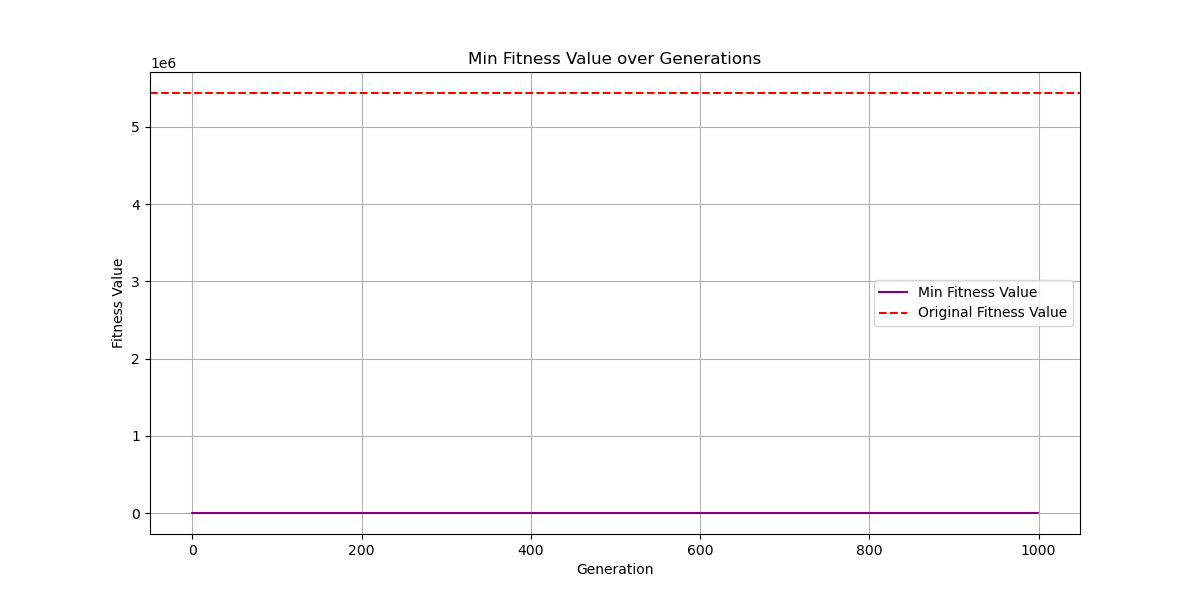 Min Fitness Value over Generations
1e6
5
4
3
2
1
0
Fitness Value
Min Fitness Value
Original Fitness Value
0 200 400 600 800 1000
Generation